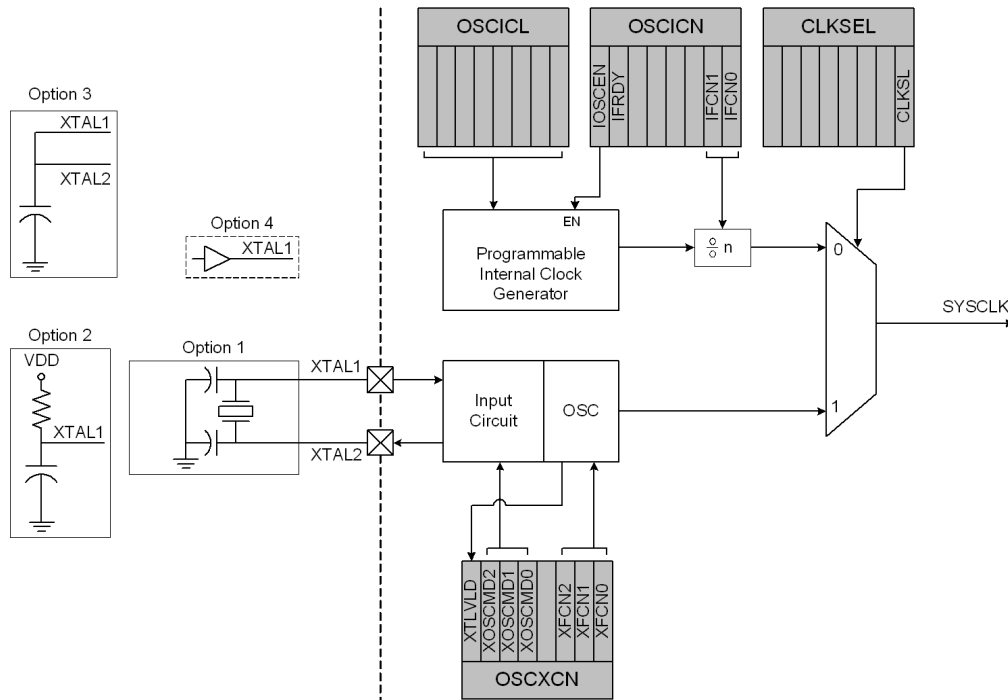 OSCICL
OSCICN
CLKSEL
IOSCEN
IFRDY
IFCN1
IFCN0
CLKSL
Option 3
XTAL1
XTAL2
Option 4
XTAL1
EN
Programmable
Internal Clock
Generator
n
0
SYSCLK
Option 2
VDD
XTAL1
Option 1
XTAL1
XTAL2
Input
Circuit
OSC
1
XTLVLD
XOSCMD2
XOSCMD1
XOSCMD0
XFCN2
XFCN1
XFCN0
OSCXCN